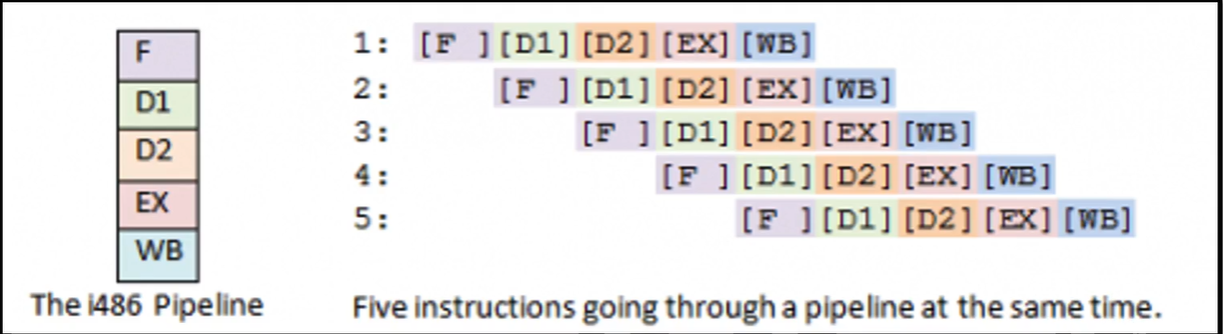 F
D1
D2
EX
WB
The i486 Pipeline
1: [F ][D1][D2][EX][WB]
2: [F ][D1][D2][EX][WB]
3: [F ][D1][D2][EX][WB]
4: [F ][D1][D2][EX][WB]
5: [F ][D1][D2][EX][WB]
Five instructions going through a pipeline at the same time.